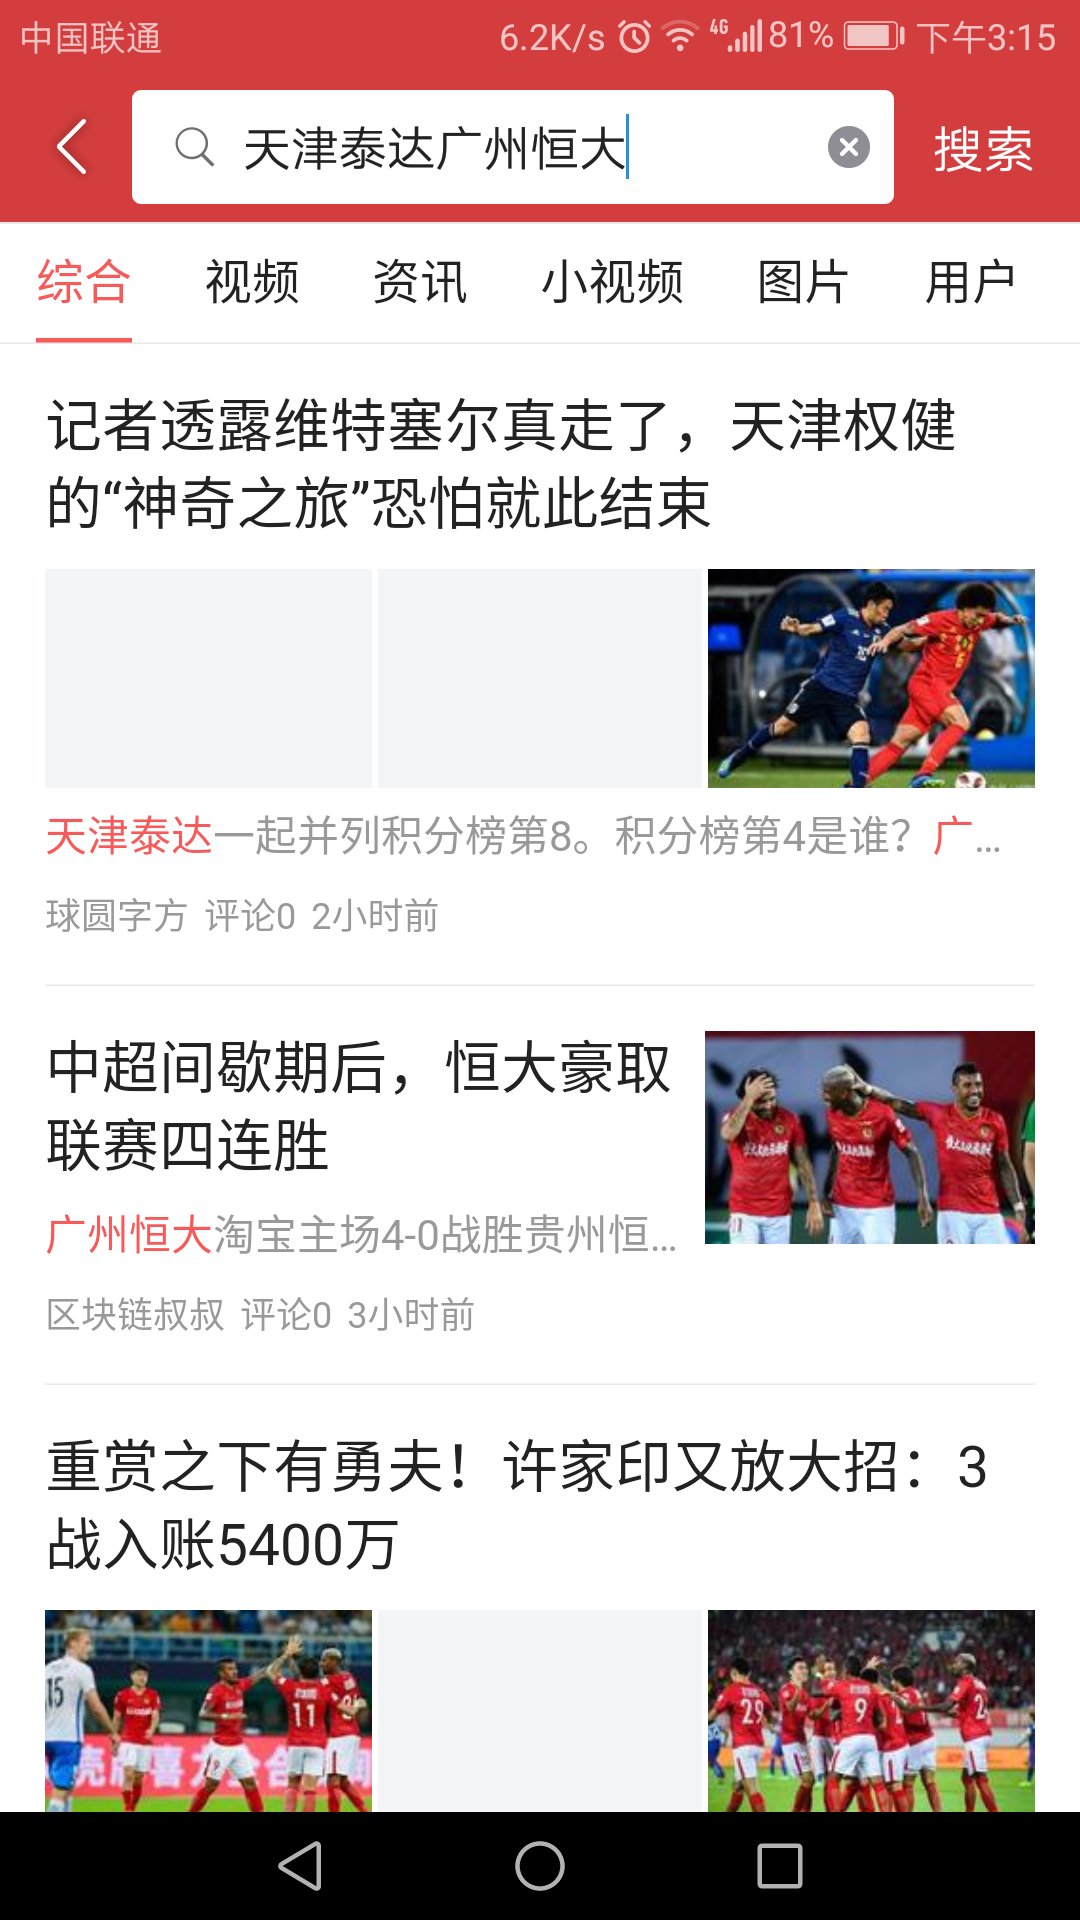 中国联通 6.2K/s 4G 81% 下午3:15
天津泰达广州恒大 搜索
综合 视频 资讯 小视频 图片 用户
记者透露维特塞尔真走了，天津权健
的“神奇之旅”恐怕就此结束
天津泰达一起并列积分榜第8。积分榜第4是谁？广...
球圆字方 评论0 2小时前
中超间歇期后，恒大豪取
联赛四连胜
广州恒大淘宝主场4-0战胜贵州恒...
区块链叔叔 评论0 3小时前
重赏之下有勇夫！许家印又放大招：3
战入账5400万
15
11
29
9